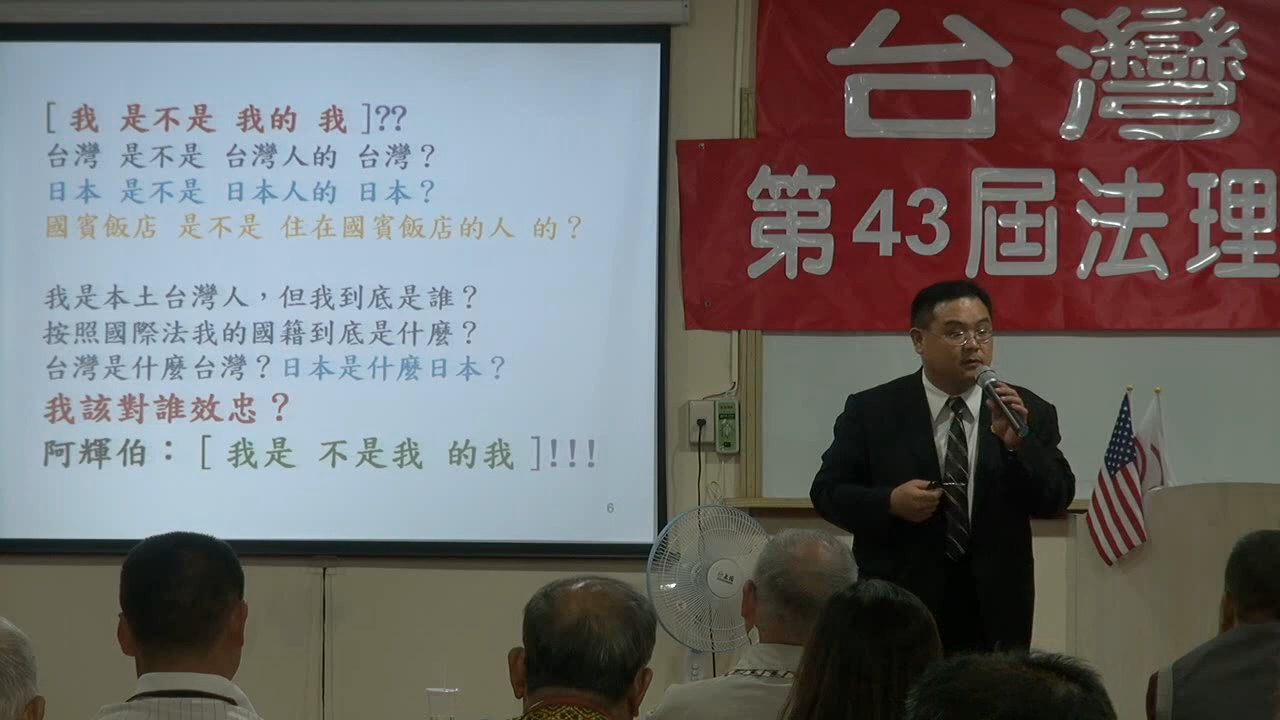 [ 我 是不是 我的 我 ]??
台灣 是不是 台灣人的 台灣？
日本 是不是 日本人的 日本？
國賓飯店 是不是 住在國賓飯店的人 的？
我是本土台灣人，但我到底是誰？
按照國際法我的國籍到底是什麼？
台灣是什麼台灣？日本是什麼日本？
我該對誰效忠？
阿輝伯：[ 我是 不是我 的我 ]!!!
6
台灣
第43屆法理